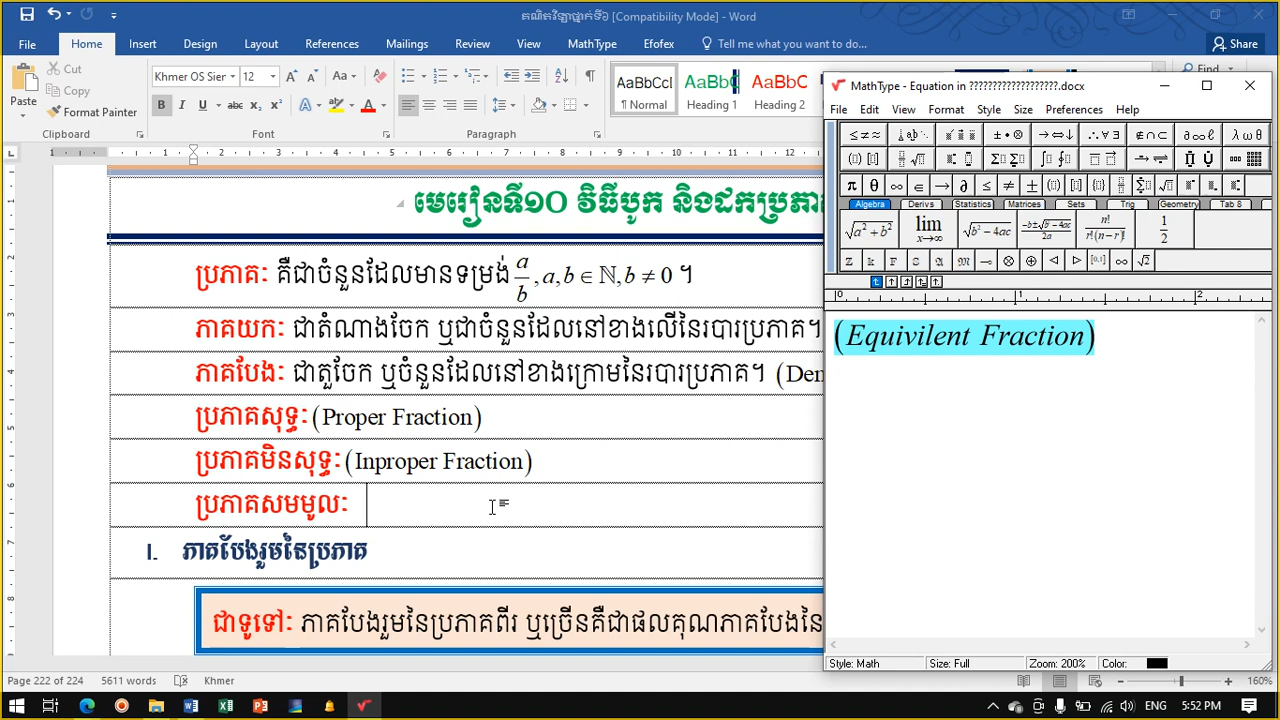 គណិតវិទ្យាថ្នាក់ទី៦ [Compatibility Mode] - Word
File Home Insert Design Layout References Mailings Review View MathType Efofex Tell me what you want to do... Share
Paste Cut Copy Format Painter
Khmer OS Sier 12
AaBbCcI AaBbC AaBbCc
¶ Normal Heading 1 Heading 2
Find
Clipboard Font Paragraph
មេរៀនទី១០ វិធីបូក និងដកប្រភាគ
ប្រភាគ: គឺជាចំនួនដែលមានទម្រង់ a/b , a, b ∈ ℕ, b ≠ 0 ។
ភាគយក: ជាតំណាងចែក ឬជាចំនួនដែលនៅខាងលើនៃរបារប្រភាគ។
ភាគបែង: ជាតួចែក ឬចំនួនដែលនៅខាងក្រោមនៃរបារប្រភាគ។ (Den
ប្រភាគសុទ្ធ: (Proper Fraction)
ប្រភាគមិនសុទ្ធ: (Inproper Fraction)
ប្រភាគសមមូល:
I. ភាគបែងរួមនៃប្រភាគ
ជាទូទៅ: ភាគបែងរួមនៃប្រភាគពីរ ឬច្រើនគឺជាផលគុណភាគបែងនៃ
MathType - Equation in ???????????????????.docx
File Edit View Format Style Size Preferences Help
Algebra Derivs Statistics Matrices Sets Trig Geometry Tab 8
(Equivilent Fraction)
Style: Math Size: Full Zoom: 200% Color:
Page 222 of 224 5611 words Khmer 160%
ENG 5:52 PM